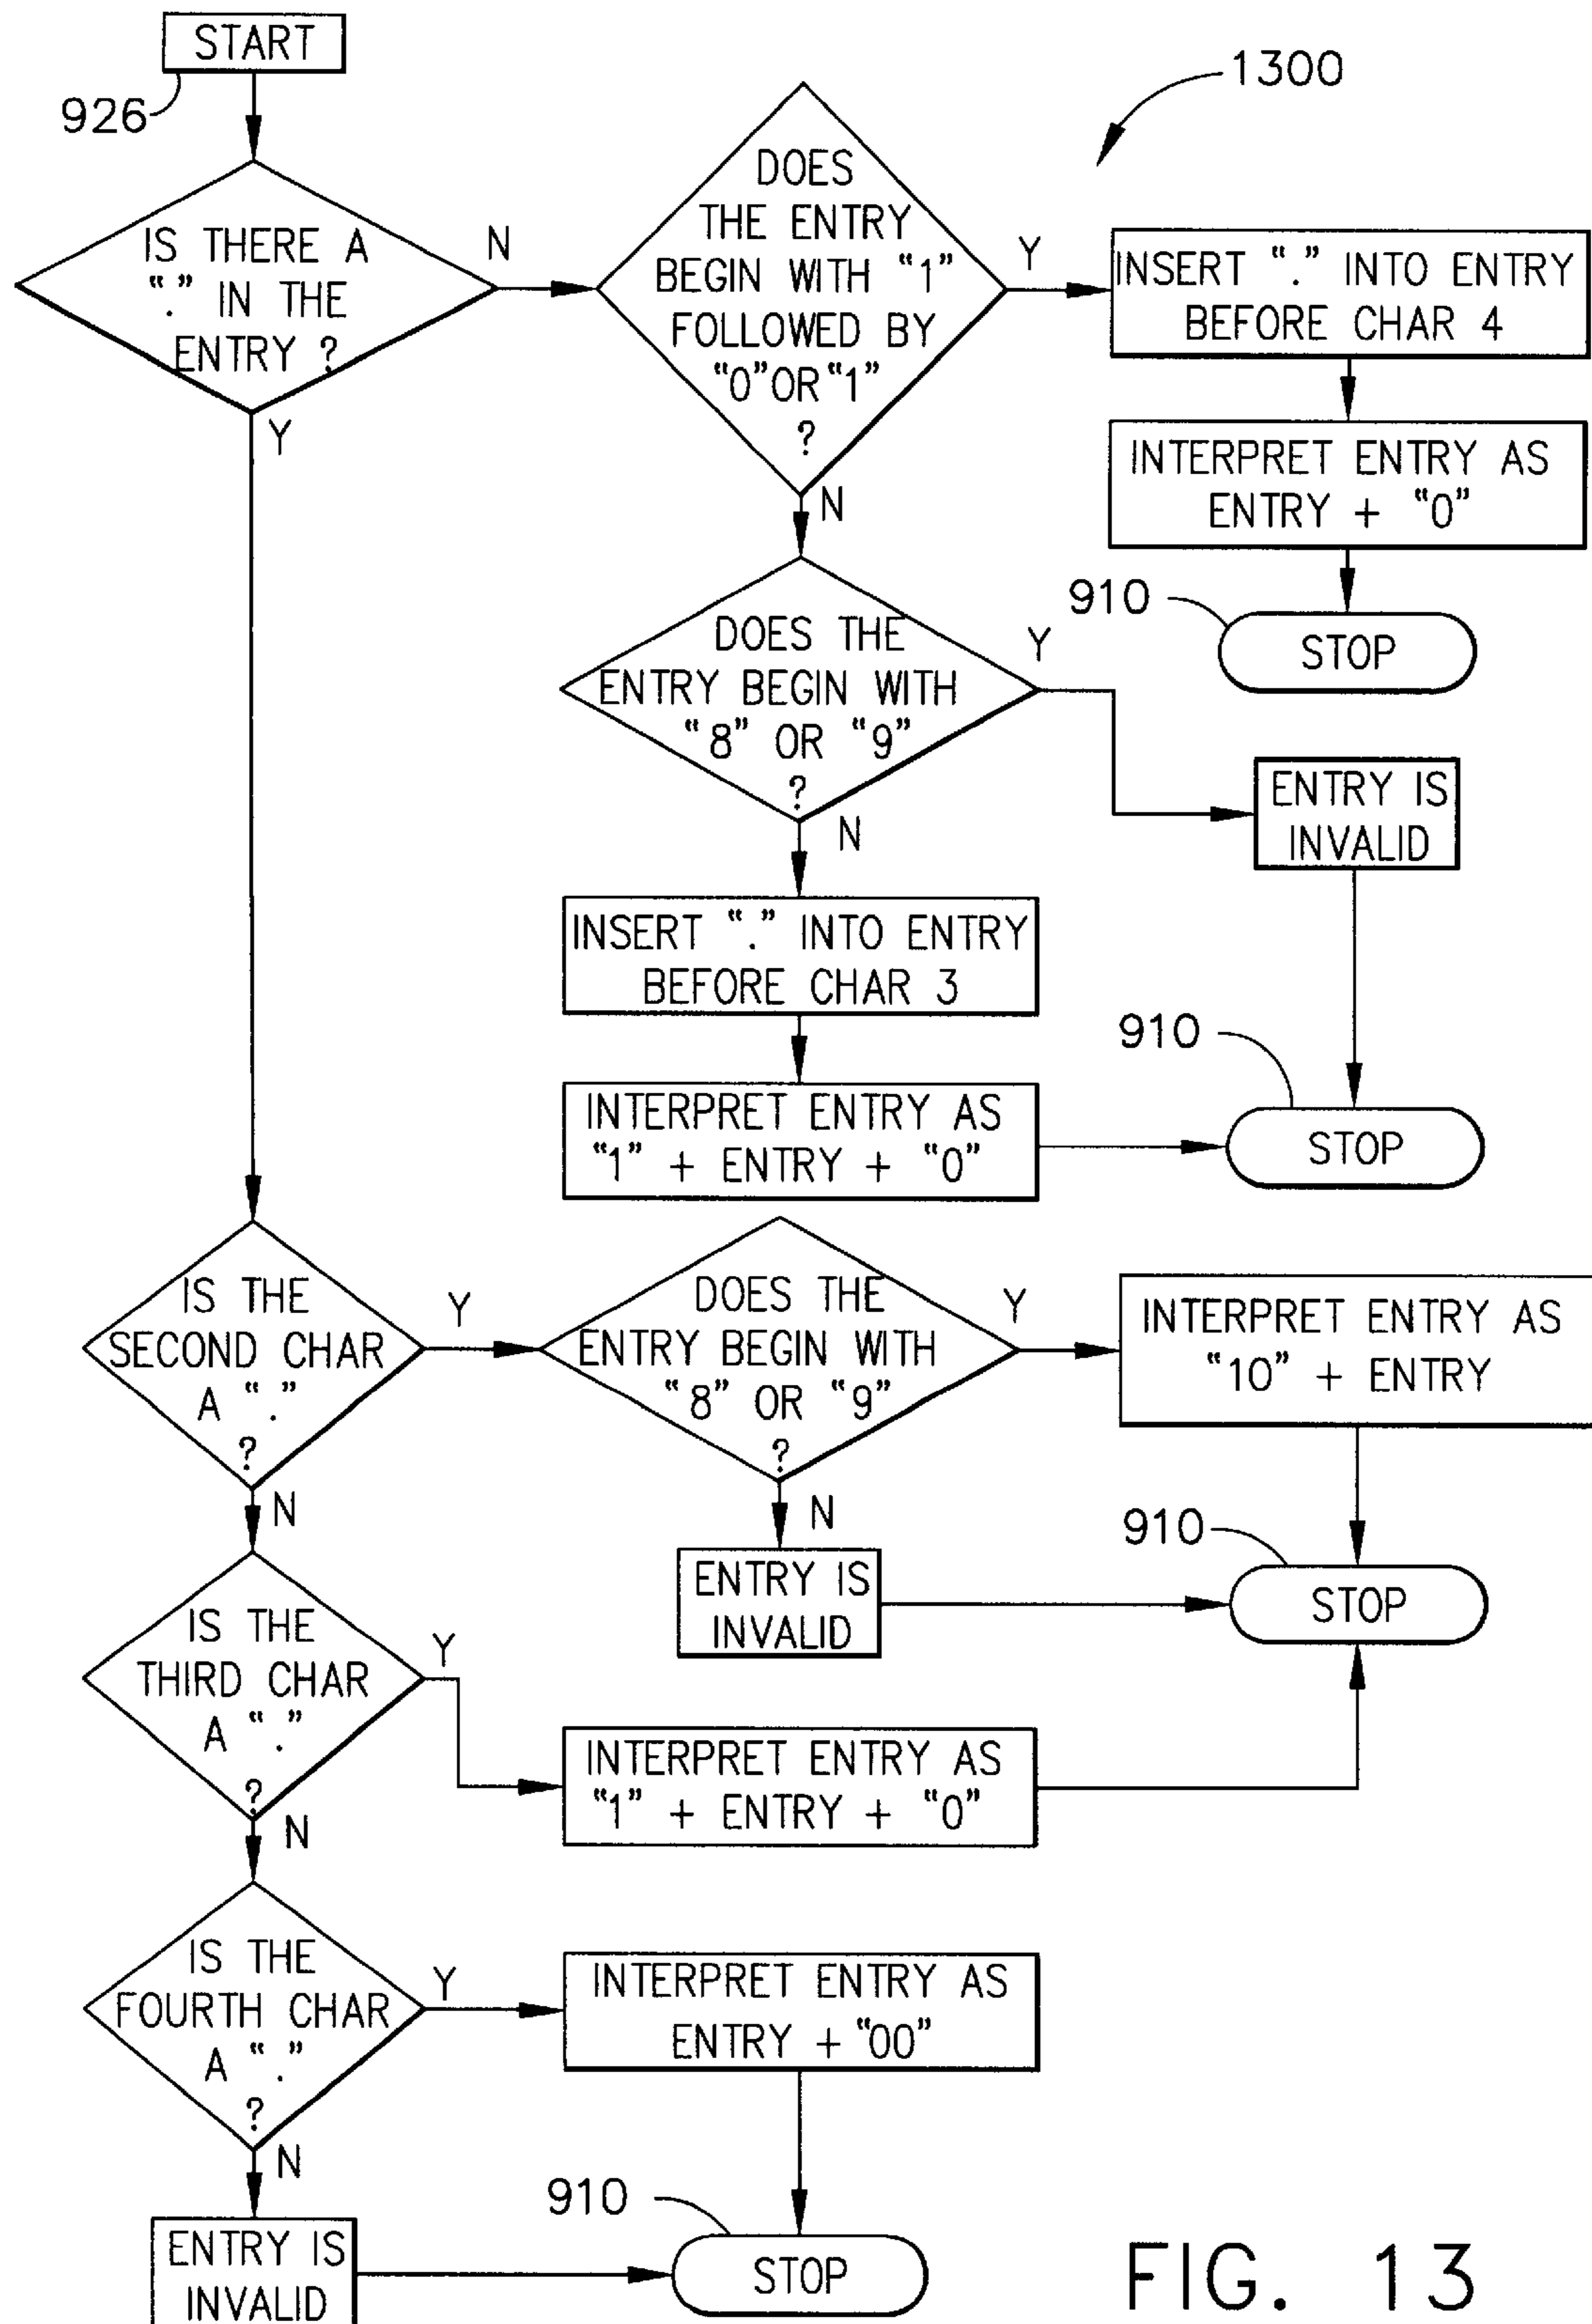 START
926
1300
IS THERE A
"." IN THE
ENTRY ?
N
Y
DOES
THE ENTRY
BEGIN WITH "1"
FOLLOWED BY
"0"OR"1"
?
Y
N
INSERT "." INTO ENTRY
BEFORE CHAR 4
INTERPRET ENTRY AS
ENTRY + "0"
910
STOP
DOES THE
ENTRY BEGIN WITH
"8" OR "9"
?
Y
N
ENTRY IS
INVALID
INSERT "." INTO ENTRY
BEFORE CHAR 3
INTERPRET ENTRY AS
"1" + ENTRY + "0"
910
STOP
IS THE
SECOND CHAR
A "."
?
Y
N
DOES THE
ENTRY BEGIN WITH
"8" OR "9"
?
Y
N
INTERPRET ENTRY AS
"10" + ENTRY
ENTRY IS
INVALID
910
STOP
IS THE
THIRD CHAR
A "."
?
Y
N
INTERPRET ENTRY AS
"1" + ENTRY + "0"
IS THE
FOURTH CHAR
A "."
?
Y
N
INTERPRET ENTRY AS
ENTRY + "00"
ENTRY IS
INVALID
910
STOP
FIG. 13